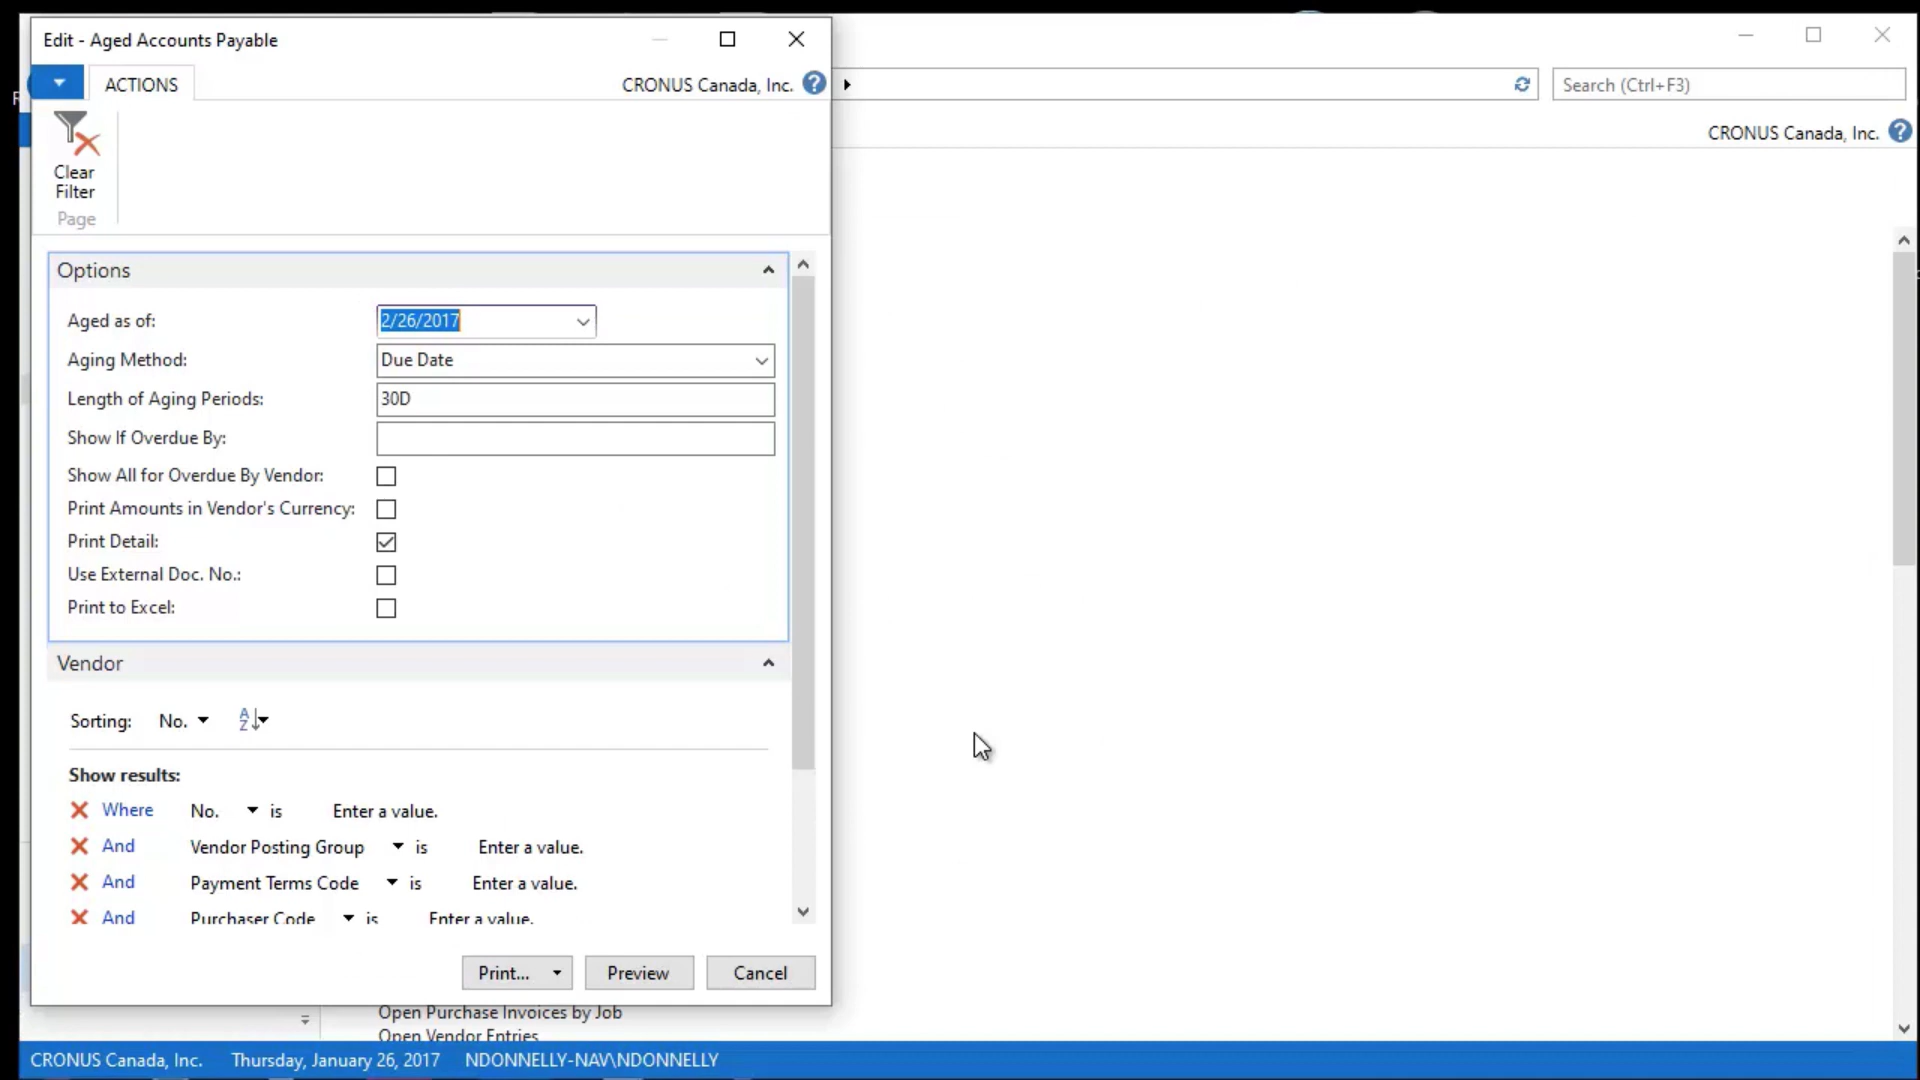 Edit - Aged Accounts Payable
ACTIONS
CRONUS Canada, Inc.
Search (Ctrl+F3)
CRONUS Canada, Inc.
Clear
Filter
Page
Options
Aged as of: 2/26/2017
Aging Method: Due Date
Length of Aging Periods: 30D
Show If Overdue By:
Show All for Overdue By Vendor:
Print Amounts in Vendor's Currency:
Print Detail:
Use External Doc. No.:
Print to Excel:
Vendor
Sorting: No.
Show results:
Where No. is Enter a value.
And Vendor Posting Group is Enter a value.
And Payment Terms Code is Enter a value.
And Purchaser Code is Enter a value.
Print... Preview Cancel
Open Purchase Invoices by Job
Open Vendor Entries
CRONUS Canada, Inc. Thursday, January 26, 2017 NDONNELLY-NAV\NDONNELLY